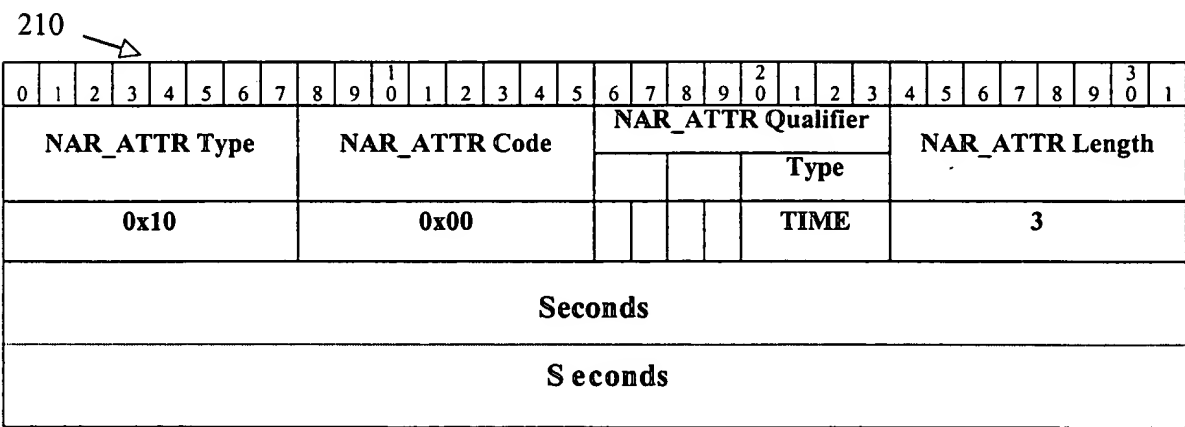 210
1 2 3
0 1 2 3 4 5 6 7 8 9 0 1 2 3 4 5 6 7 8 9 0 1 2 3 4 5 6 7 8 9 0 1
NAR_ATTR Type NAR_ATTR Code NAR_ATTR Qualifier NAR_ATTR Length
Type
0x10 0x00 TIME 3
Seconds
S econds